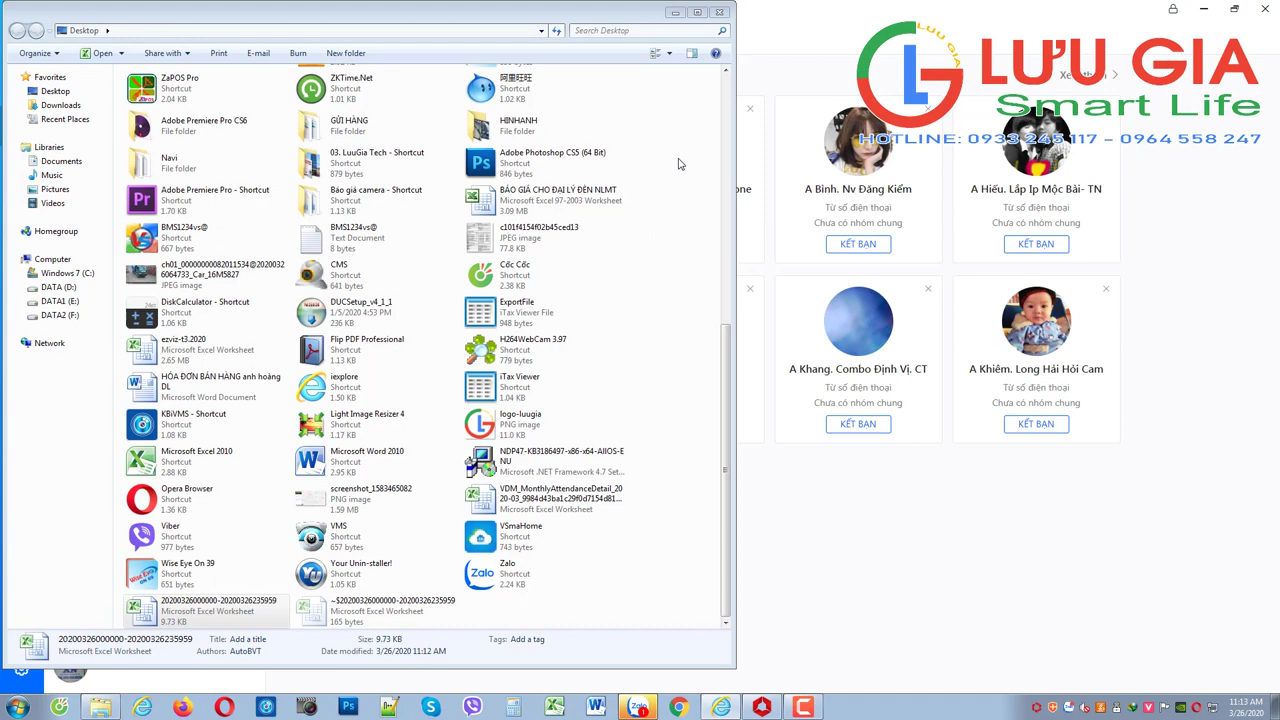 Desktop
Search Desktop
Organize
Open
Share with
Print
E-mail
Burn
New folder
Favorites
Desktop
Downloads
Recent Places
Libraries
Documents
Music
Pictures
Videos
Homegroup
Computer
Windows 7 (C:)
DATA (D:)
DATA1 (E:)
DATA2 (F:)
Network
ZaPOS Pro
2.04 KB
ZKTime.Net
1.01 KB
阿里旺旺
1.02 KB
Adobe Premiere Pro CS6
File folder
GỬI HÀNG
File folder
HINHANH
File folder
Navi
File folder
33. LuuGia Tech - Shortcut
Shortcut
879 bytes
Adobe Photoshop CS5 (64 Bit)
Shortcut
846 bytes
Adobe Premiere Pro - Shortcut
Shortcut
1.70 KB
Báo giá camera - Shortcut
Shortcut
1.13 KB
BÁO GIÁ CHO ĐẠI LÝ ĐÈN NLMT
Microsoft Excel 97-2003 Worksheet
3.09 MB
BMS1234vs@
Shortcut
667 bytes
BMS1234vs@
Text Document
8 bytes
c101f4154f02b45ced13
JPEG image
77.8 KB
ch01_00000000082011534@2020032
6064733_Car_16M5827
JPEG image
CMS
Shortcut
641 bytes
Cốc Cốc
Shortcut
2.38 KB
DiskCalculator - Shortcut
Shortcut
1.06 KB
DUCSetup_v4_1_1
1/5/2020 4:53 PM
236 KB
ExportFile
iTax Viewer File
948 bytes
ezviz-t3.2020
Microsoft Excel Worksheet
2.65 MB
Flip PDF Professional
Shortcut
1.13 KB
H264WebCam 3.97
Shortcut
779 bytes
HÓA ĐƠN BÁN HÀNG anh hoàng
DL
Microsoft Word Document
iexplore
Shortcut
1.50 KB
iTax Viewer
Shortcut
1.04 KB
KBiVMS - Shortcut
Shortcut
1.08 KB
Light Image Resizer 4
Shortcut
1.17 KB
logo-luugia
PNG image
11.0 KB
Microsoft Excel 2010
Shortcut
2.88 KB
Microsoft Word 2010
Shortcut
2.95 KB
NDP47-KB3186497-x86-x64-AllOS-E
NU
Microsoft .NET Framework 4.7 Set...
Opera Browser
Shortcut
1.36 KB
screenshot_1583465082
PNG image
1.59 MB
VDM_MonthlyAttendanceDetail_20
20-03_9984d43ba1c29f0d7154d81...
Microsoft Excel Worksheet
Viber
Shortcut
977 bytes
VMS
Shortcut
657 bytes
VSmaHome
Shortcut
743 bytes
Wise Eye On 39
Shortcut
651 bytes
Your Unin-staller!
Shortcut
1.05 KB
Zalo
Shortcut
2.24 KB
20200326000000-20200326235959
Microsoft Excel Worksheet
9.73 KB
~$200326000000-20200326235959
Microsoft Excel Worksheet
165 bytes
20200326000000-20200326235959
Microsoft Excel Worksheet
Title: Add a title
Authors: AutoBVT
Size: 9.73 KB
Date modified: 3/26/2020 11:12 AM
Tags: Add a tag
LƯU GIA
Smart Life
HOTLINE: 0933 245 117 - 0964 558 247
A Bình. Nv Đăng Kiểm
Từ số điện thoại
Chưa có nhóm chung
KẾT BẠN
A Hiếu. Lắp Ip Mộc Bài- TN
Từ số điện thoại
Chưa có nhóm chung
KẾT BẠN
A Khang. Combo Định Vị. CT
Từ số điện thoại
Chưa có nhóm chung
KẾT BẠN
A Khiêm. Long Hải Hỏi Cam
Từ số điện thoại
Chưa có nhóm chung
KẾT BẠN
11:13 AM
3/26/2020